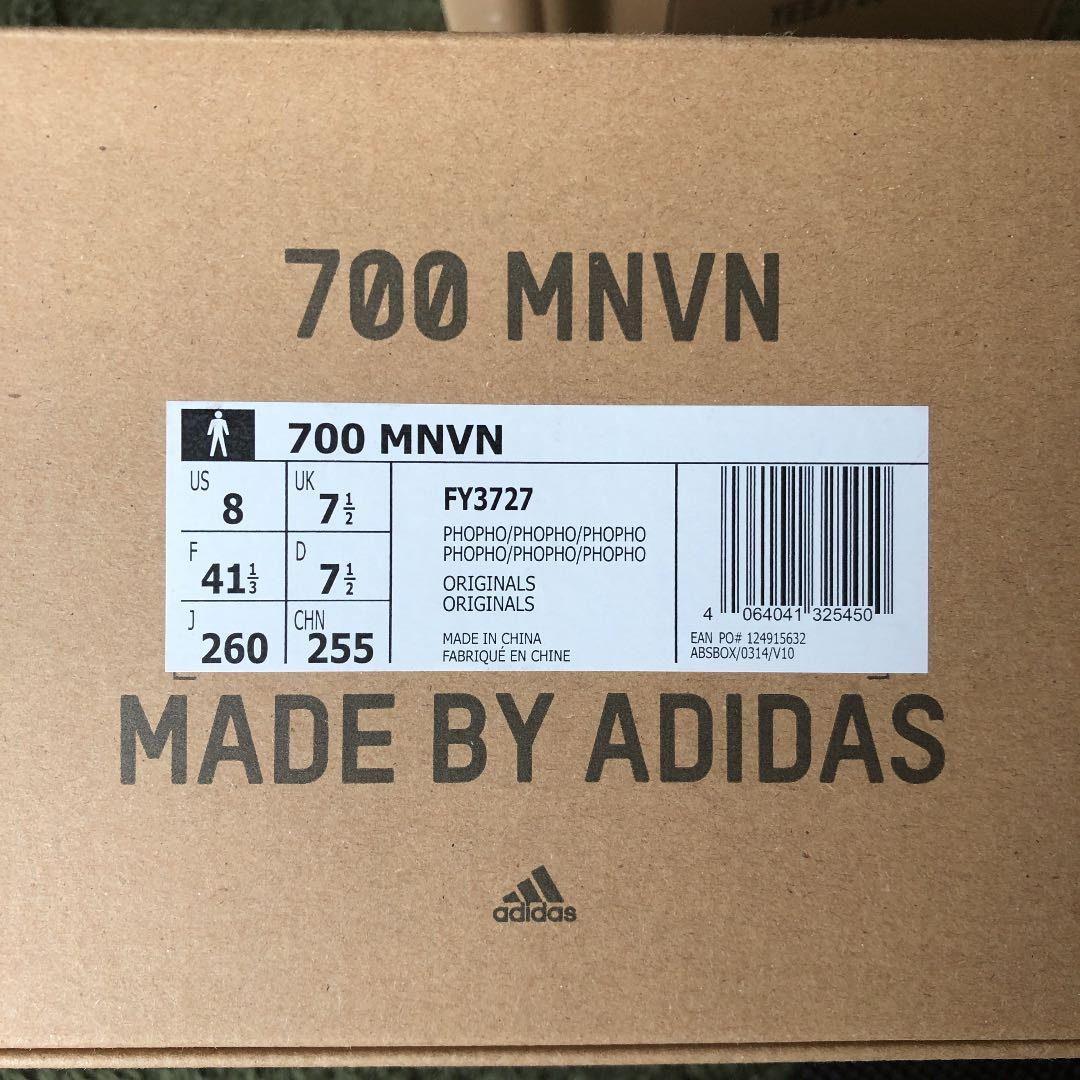 700 MNVN
700 MNVN
US 8 UK 7 1/2
F 41 1/3 D 7 1/2
J 260 CHN 255
FY3727
PHOPHO/PHOPHO/PHOPHO
PHOPHO/PHOPHO/PHOPHO
ORIGINALS
ORIGINALS
MADE IN CHINA
FABRIQUÉ EN CHINE
4 064041 325450
EAN PO# 124915632
ABSBOX/0314/V10
MADE BY ADIDAS
adidas